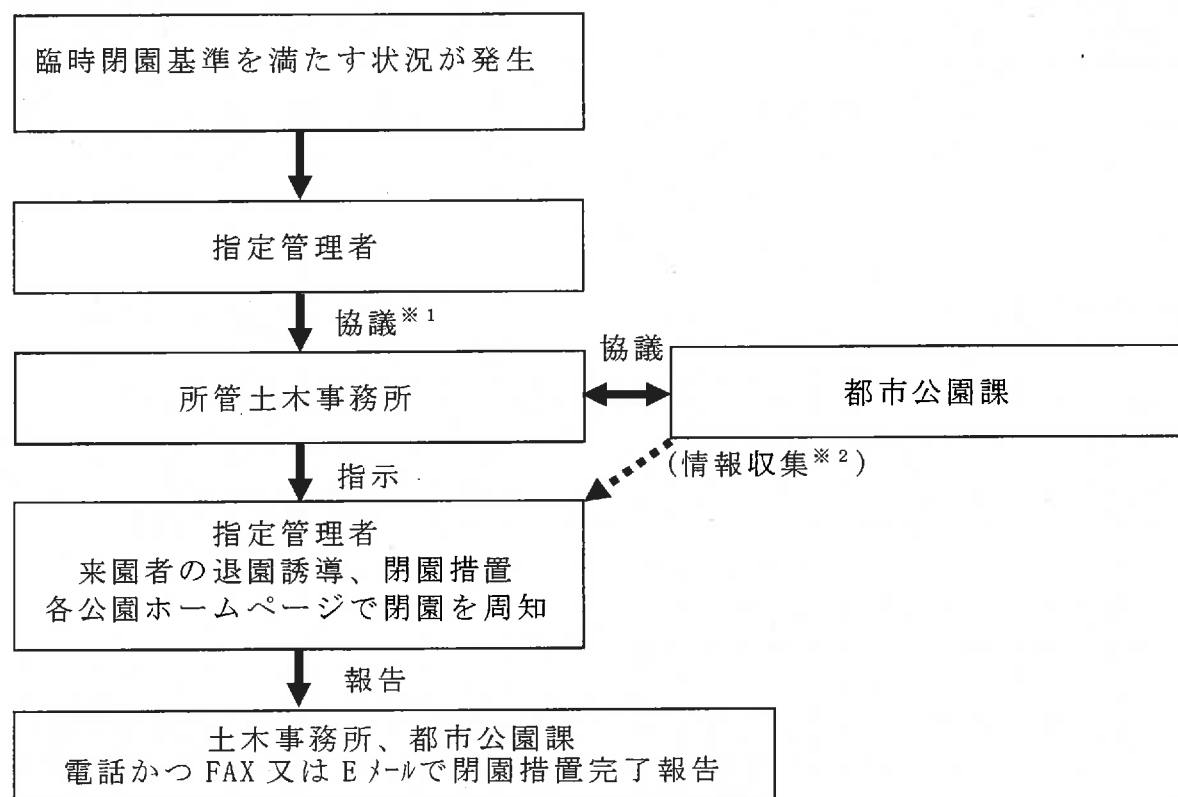 臨時閉園基準を満たす状況が発生
指定管理者
協議※1
所管土木事務所
協議
都市公園課
指示
(情報収集※2)
指定管理者
来園者の退園誘導、閉園措置
各公園ホームページで閉園を周知
報告
土木事務所、都市公園課
電話かつFAX又はEメールで閉園措置完了報告